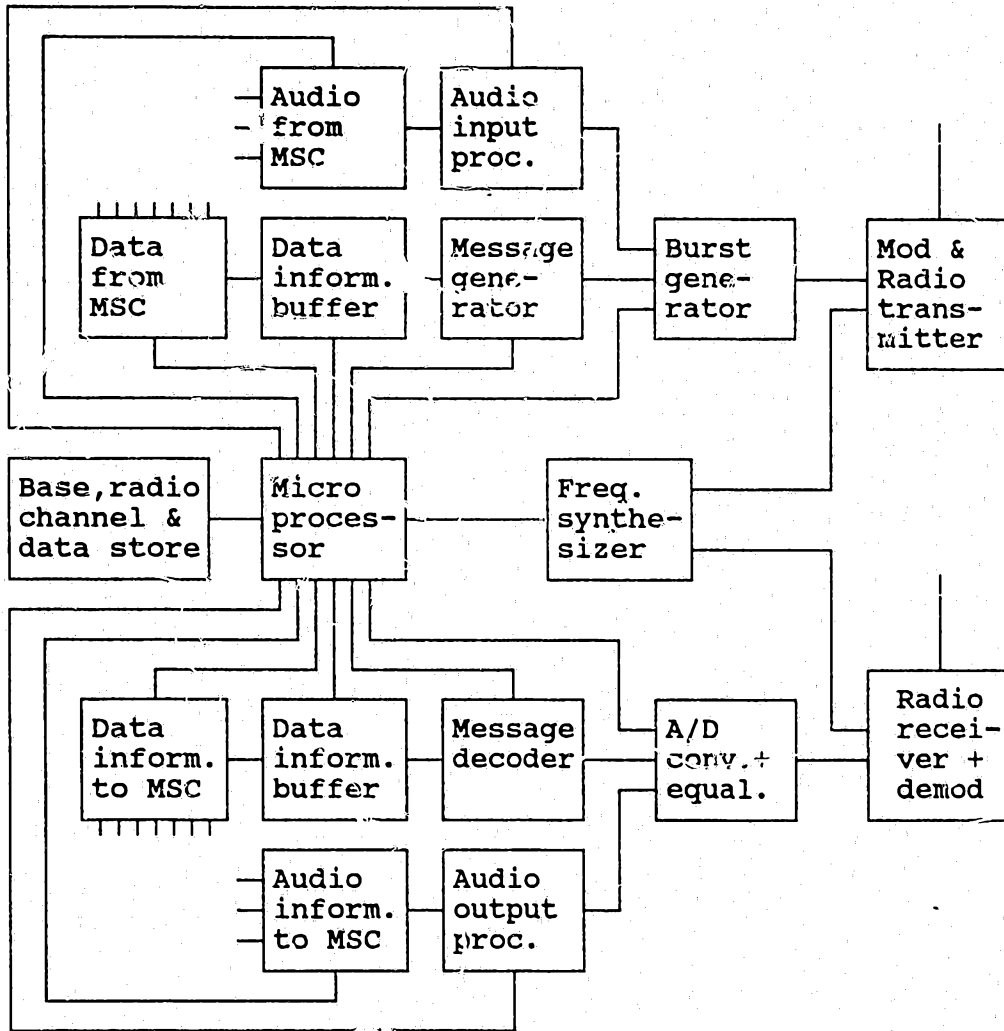 Audio
from
MSC
Audio
input
proc.
Data
from
MSC
Data
inform.
buffer
Message
gene-
rator
Burst
gene-
rator
Mod &
Radio
trans-
mitter
Base,radio
channel &
data store
Micro
proces-
sor
Freq.
synthe-
sizer
Data
inform.
to MSC
Data
inform.
buffer
Message
decoder
A/D
conv.+
equal.
Radio
recei-
ver +
demod
Audio
inform.
to MSC
Audio
output
proc.